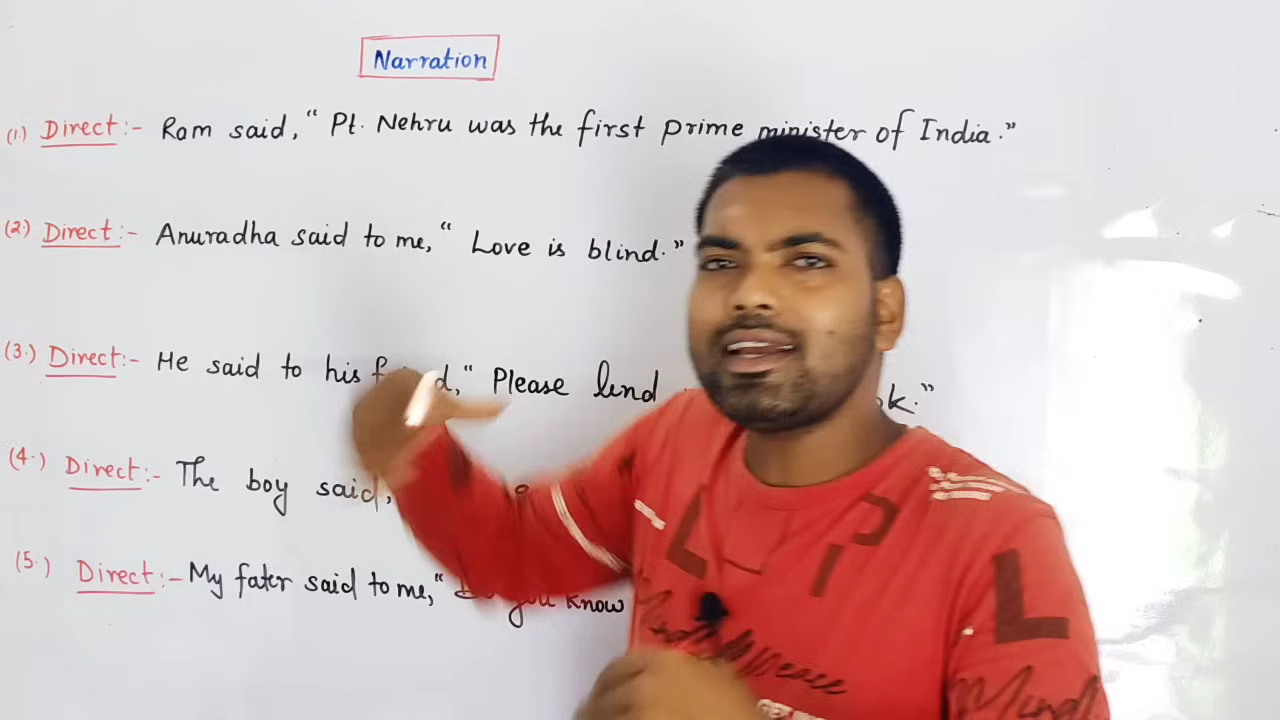 Narration
(1.) Direct :- Ram said, “ Pt. Nehru was the first prime minister of India.”
(2.) Direct :- Anuradha said to me, “ Love is blind.”
(3.) Direct :- He said to his “ Please lend ”
(4.) Direct :- The boy said,
(5.) Direct :- My fater said to me, “ Do you know